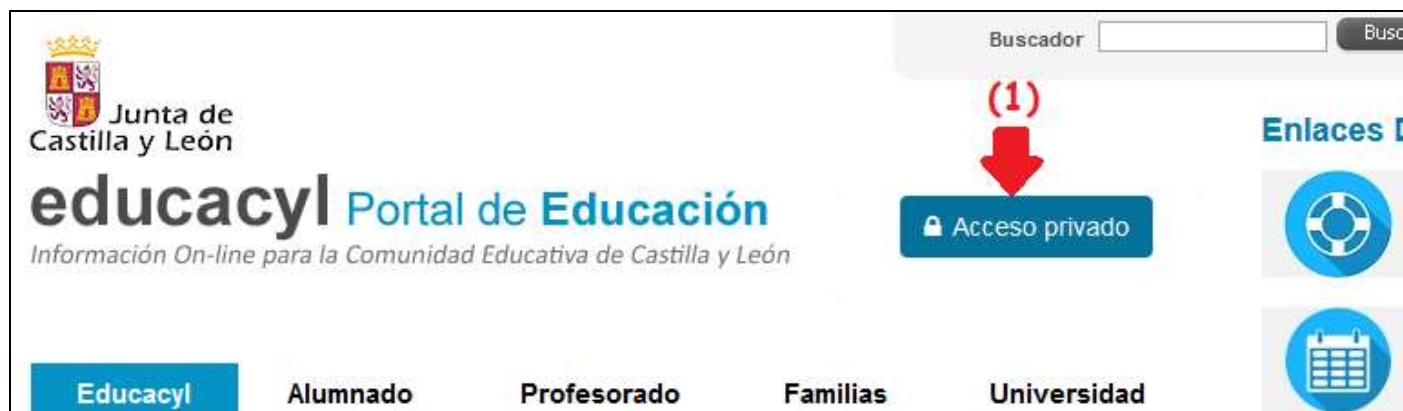 Buscador
Busc
Junta de
Castilla y León
(1)
Enlaces D
educacyl Portal de Educación
Acceso privado
Información On-line para la Comunidad Educativa de Castilla y León
Educacyl Alumnado Profesorado Familias Universidad